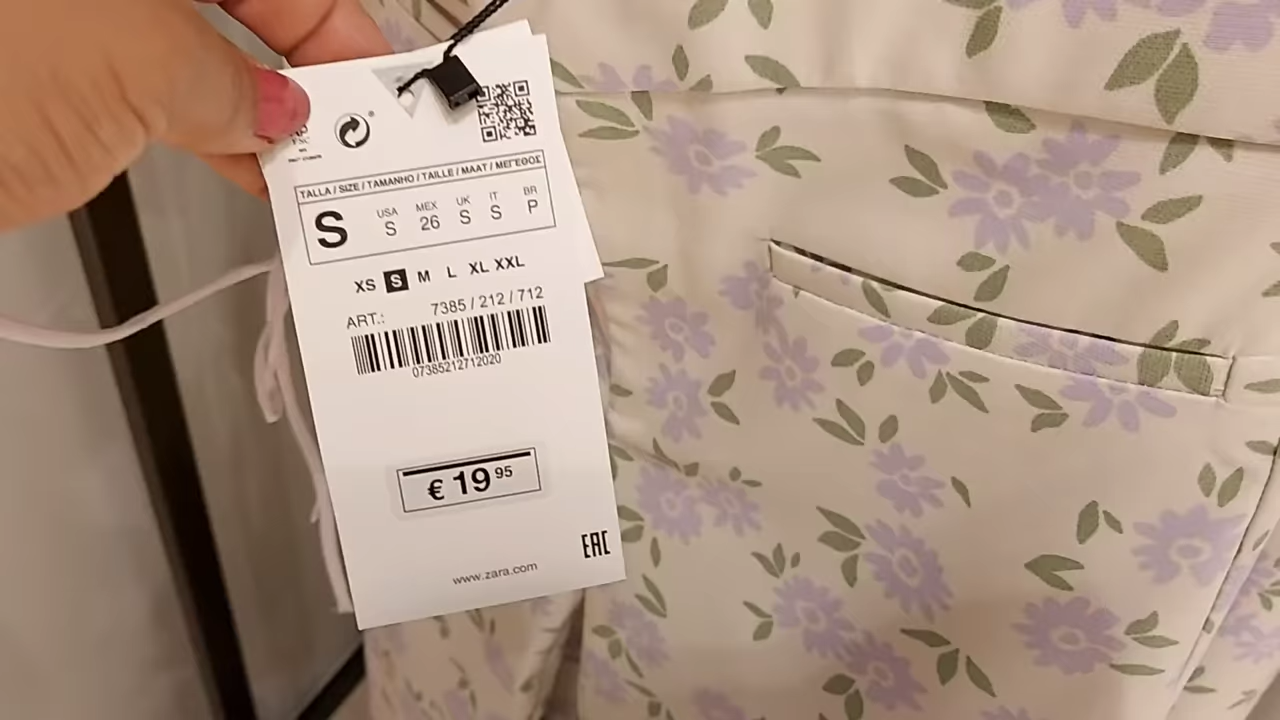 FSC
TALLA / SIZE / TAMANHO / TAILLE / MAAT / ΜΕΓΕΘΟΣ
S
USA MEX UK IT BR
S 26 S S P
XS S M L XL XXL
ART.: 7385 / 212 / 712
07385212712020
€ 19 95
EAC
www.zara.com